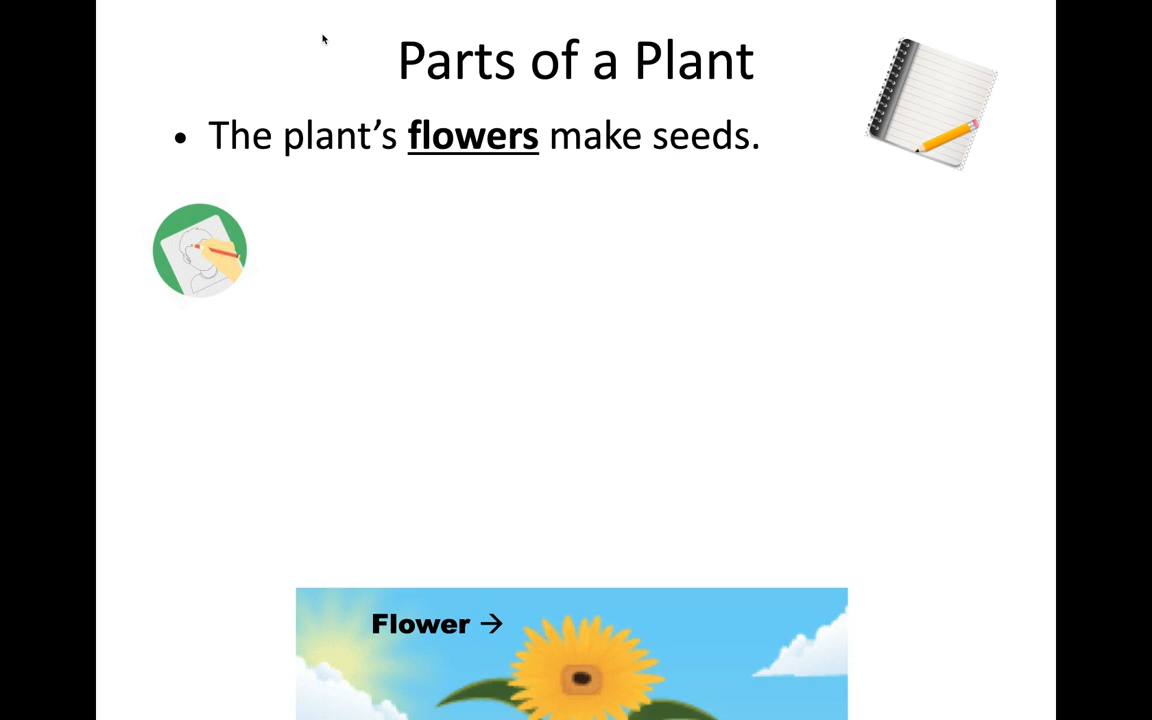 Parts of a Plant
• The plant’s flowers make seeds.
Flower →